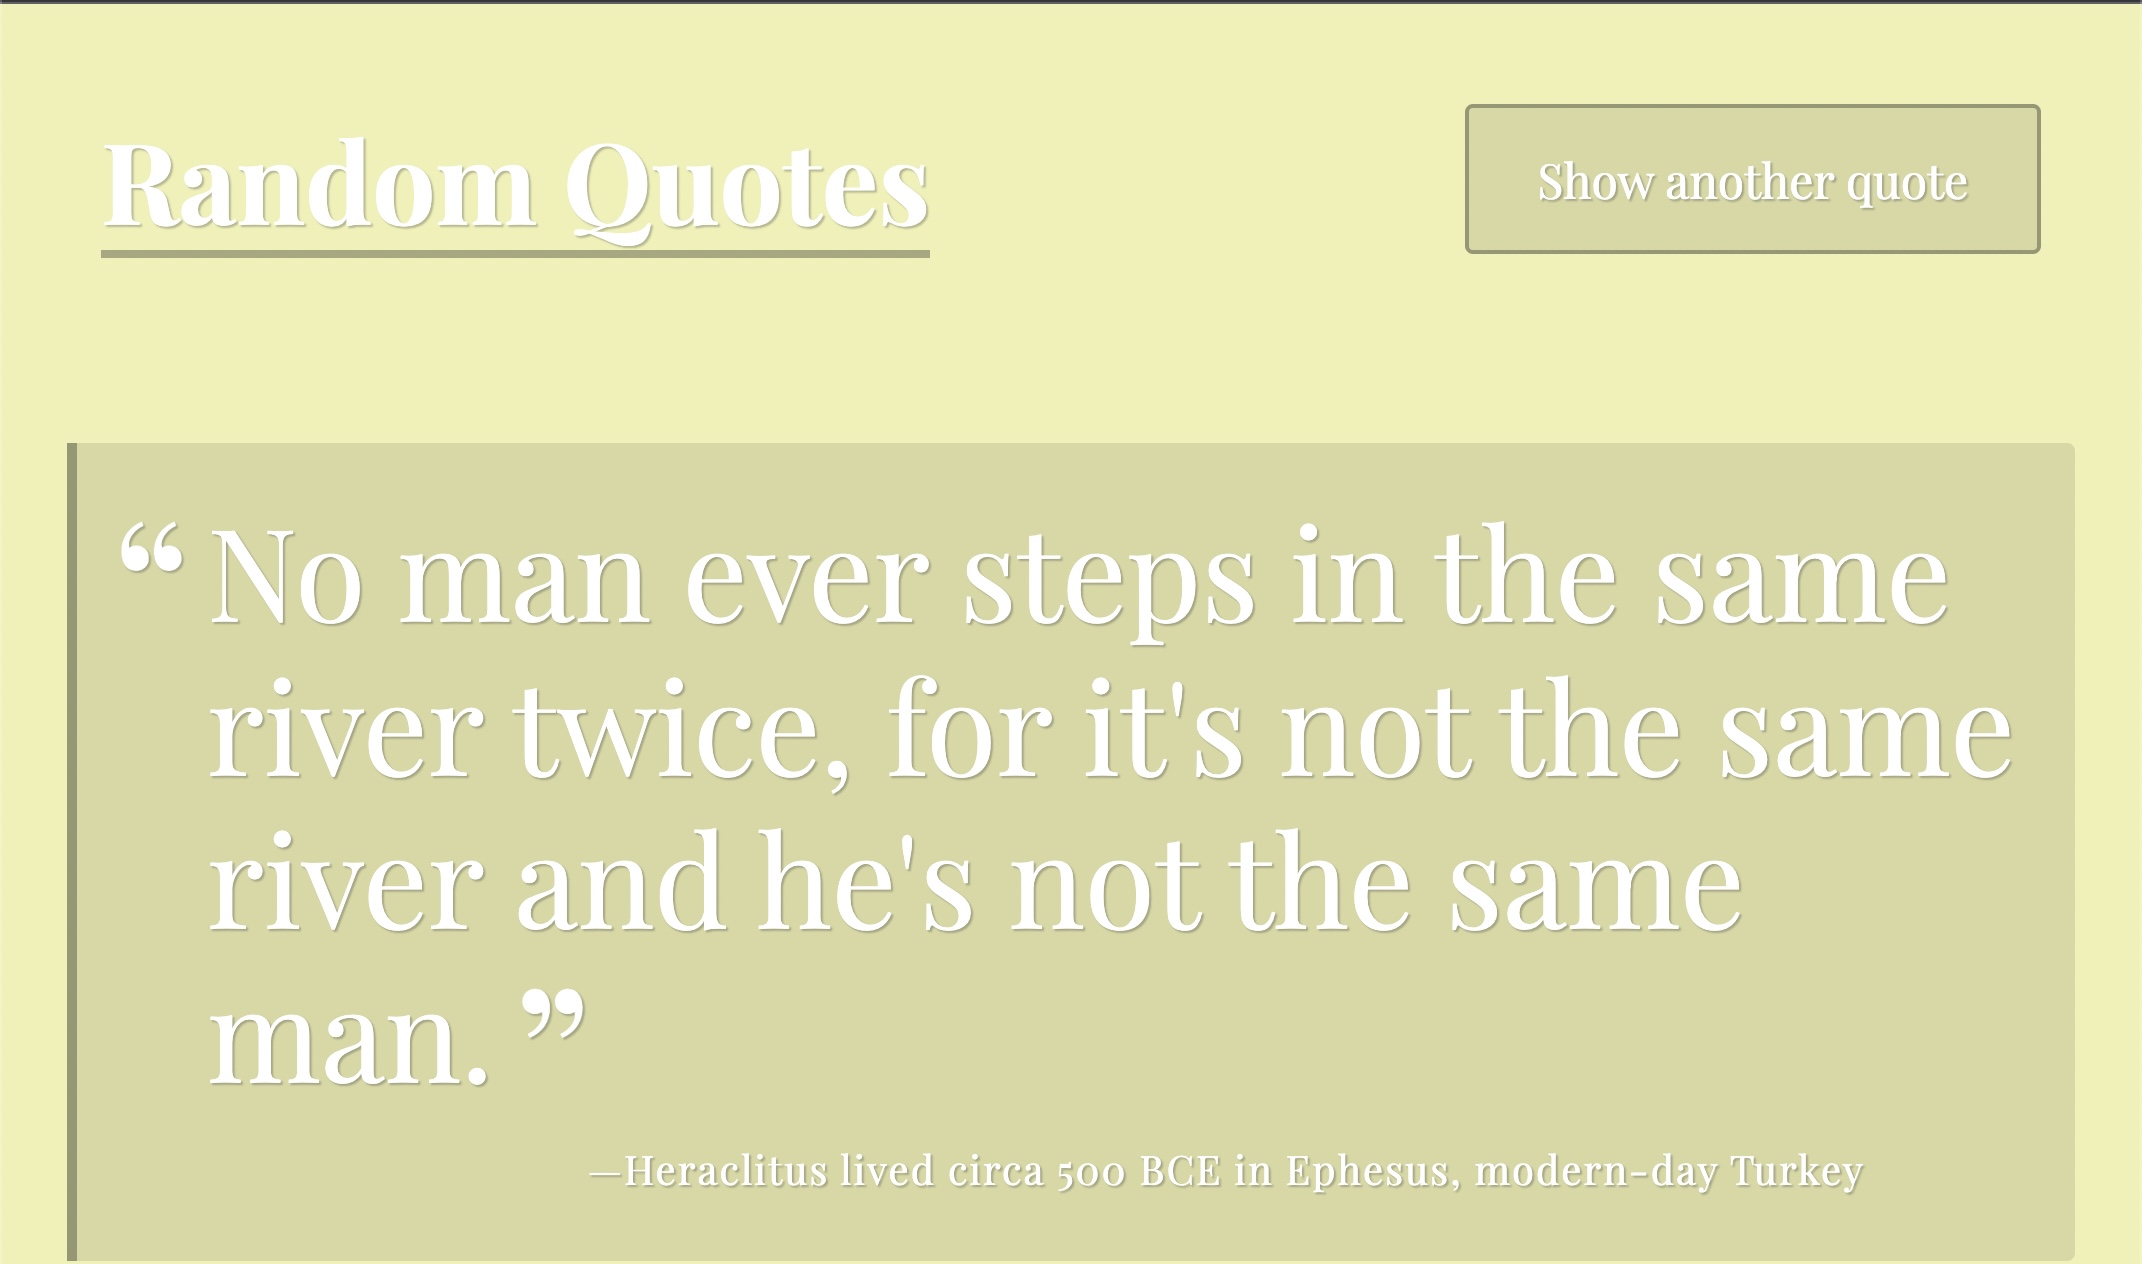 Random Quotes
Show another quote
“ No man ever steps in the same
river twice, for it's not the same
river and he's not the same
man. ”
—Heraclitus lived circa 500 BCE in Ephesus, modern-day Turkey